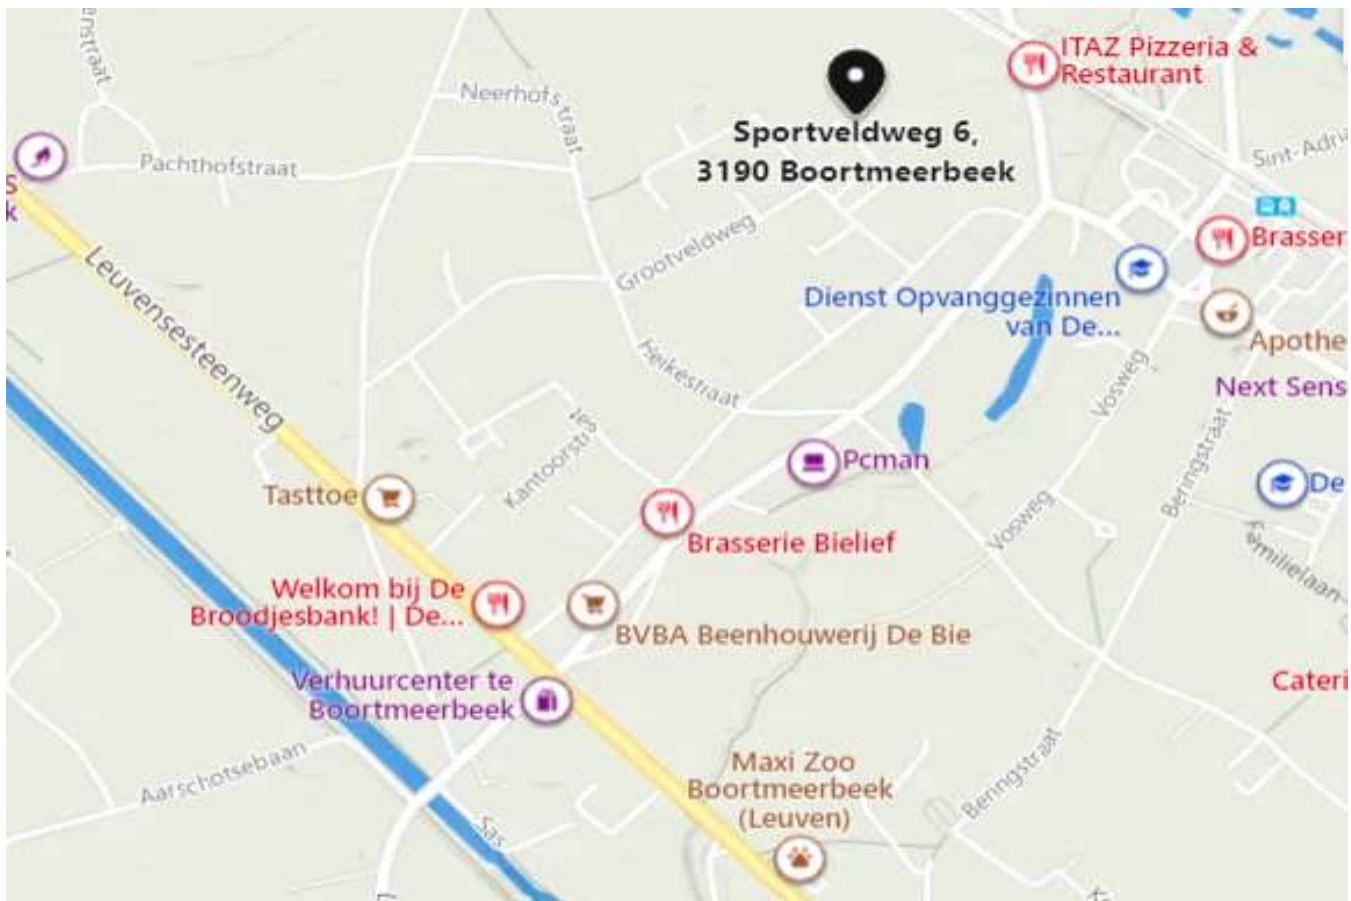 ITAZ Pizzeria &
Restaurant
Neerhofstraat
Sportveldweg 6,
3190 Boortmeerbeek
Pachthofstraat
Sint-Adria
Grootveldweg
Brasser
Leuvensesteenweg
Dienst Opvanggezinnen
van De...
Apothe
Heikestraat
Vosweg
Next Sens
Kantoorstr
Pcman
Beringstraat
De
Tasttoe
Vosweg
Brasserie Bielief
Familielaan
Welkom bij De
Broodjesbank! | De...
BVBA Beenhouwerij De Bie
Verhuurcenter te
Boortmeerbeek
Cateri
Aarschotsebaan
Beringstraat
Maxi Zoo
Boortmeerbeek
(Leuven)
Sas